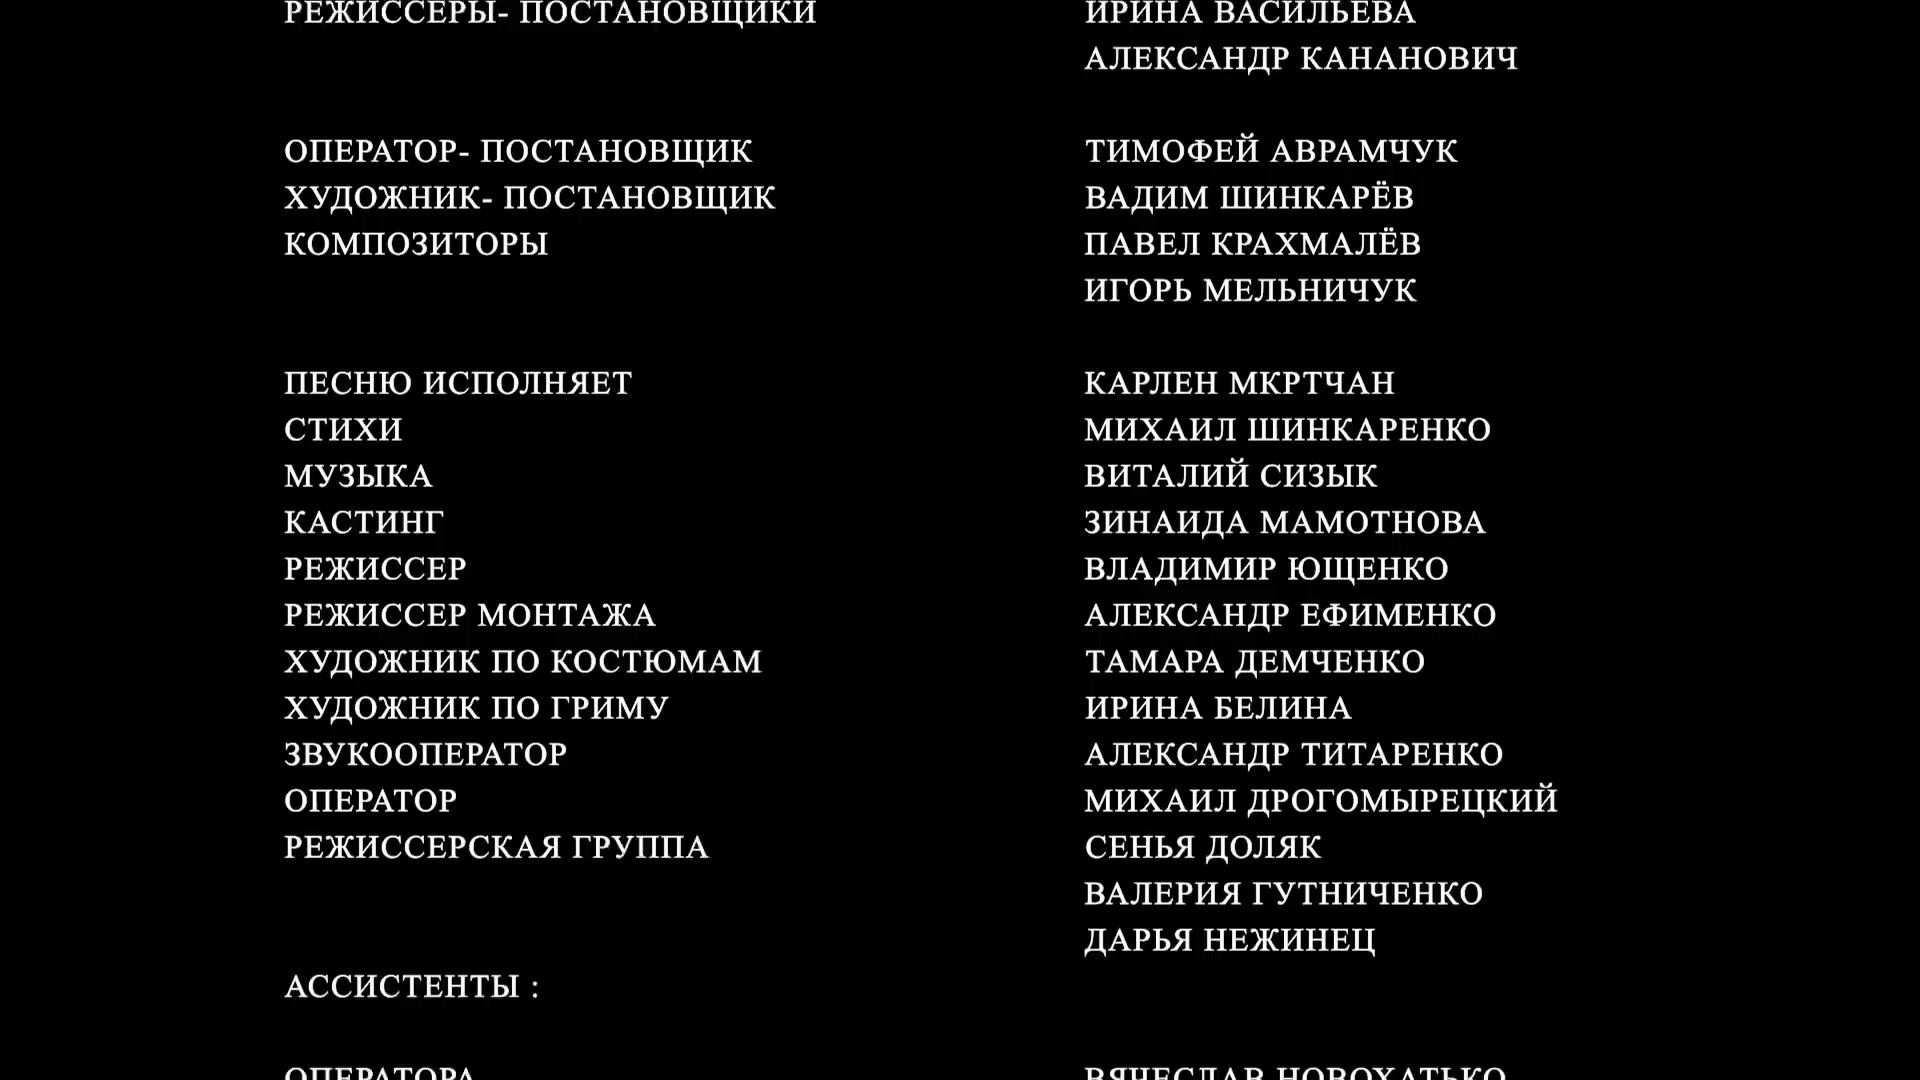 РЕЖИССЕРЫ- ПОСТАНОВЩИКИ ИРИНА ВАСИЛЬЕВА
АЛЕКСАНДР КАНАНОВИЧ
ОПЕРАТОР- ПОСТАНОВЩИК ТИМОФЕЙ АВРАМЧУК
ХУДОЖНИК- ПОСТАНОВЩИК ВАДИМ ШИНКАРЁВ
КОМПОЗИТОРЫ ПАВЕЛ КРАХМАЛЁВ
ИГОРЬ МЕЛЬНИЧУК
ПЕСНЮ ИСПОЛНЯЕТ КАРЛЕН МКРТЧАН
СТИХИ МИХАИЛ ШИНКАРЕНКО
МУЗЫКА ВИТАЛИЙ СИЗЫК
КАСТИНГ ЗИНАИДА МАМОТНОВА
РЕЖИССЕР ВЛАДИМИР ЮЩЕНКО
РЕЖИССЕР МОНТАЖА АЛЕКСАНДР ЕФИМЕНКО
ХУДОЖНИК ПО КОСТЮМАМ ТАМАРА ДЕМЧЕНКО
ХУДОЖНИК ПО ГРИМУ ИРИНА БЕЛИНА
ЗВУКООПЕРАТОР АЛЕКСАНДР ТИТАРЕНКО
ОПЕРАТОР МИХАИЛ ДРОГОМЫРЕЦКИЙ
РЕЖИССЕРСКАЯ ГРУППА СЕНЬЯ ДОЛЯК
ВАЛЕРИЯ ГУТНИЧЕНКО
ДАРЬЯ НЕЖИНЕЦ
АССИСТЕНТЫ :
ОПЕРАТОРА ВЯЧЕСЛАВ НОВОХАТЬКО